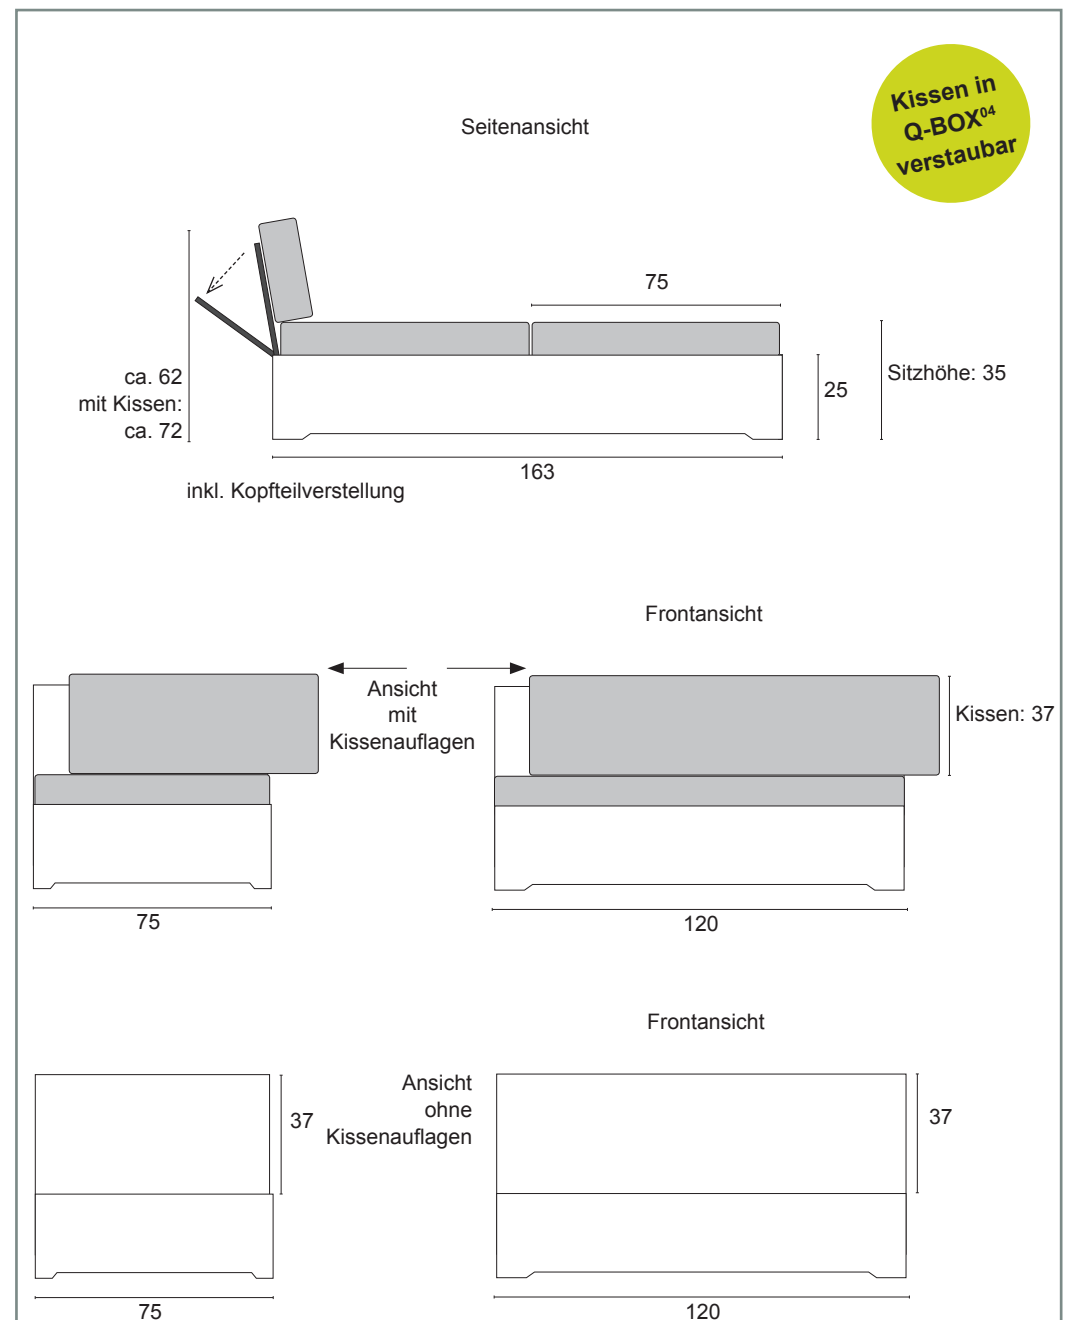 Kissen in
Q-BOX⁰⁴
verstaubar
Seitenansicht
75
ca. 62
mit Kissen:
ca. 72
25
Sitzhöhe: 35
163
inkl. Kopfteilverstellung
Frontansicht
Ansicht
mit
Kissenauflagen
Kissen: 37
75
120
Frontansicht
37
Ansicht
ohne
Kissenauflagen
37
75
120